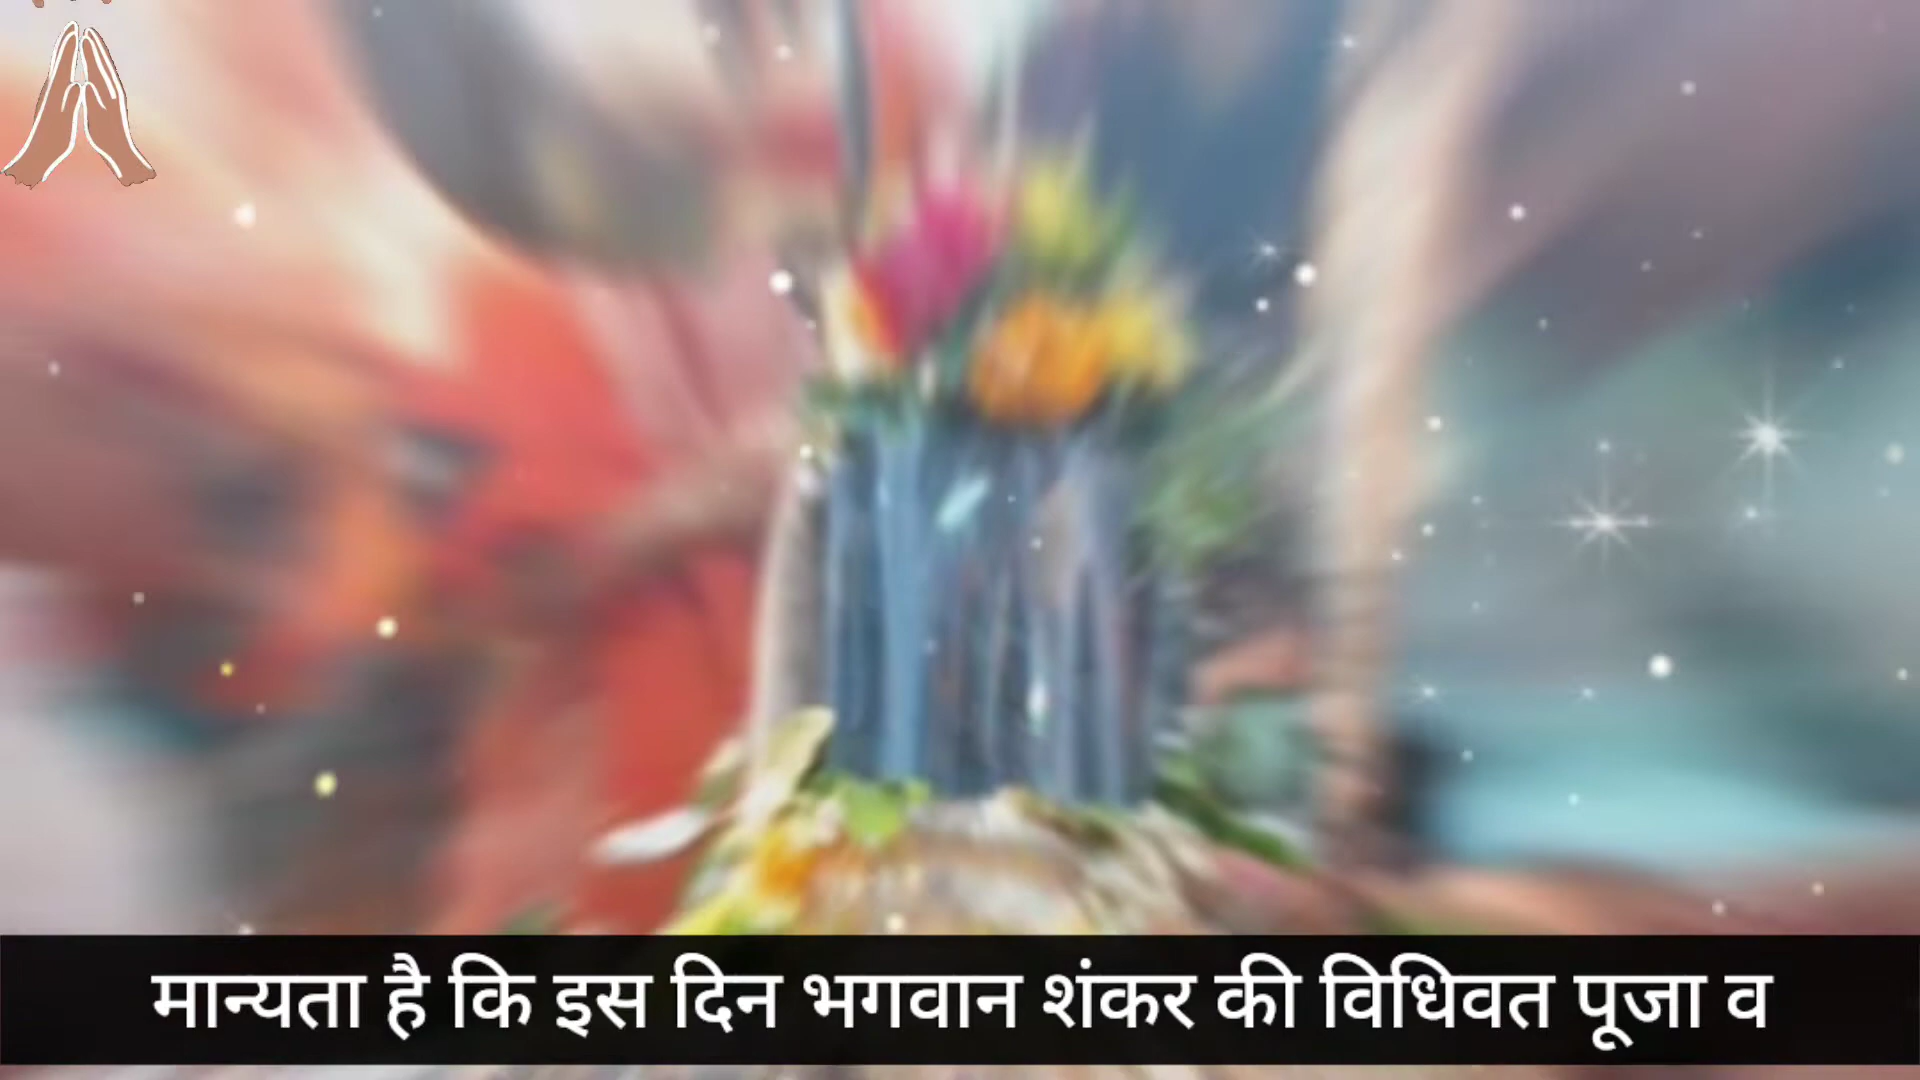 मान्यता है कि इस दिन भगवान शंकर की विधिवत पूजा व